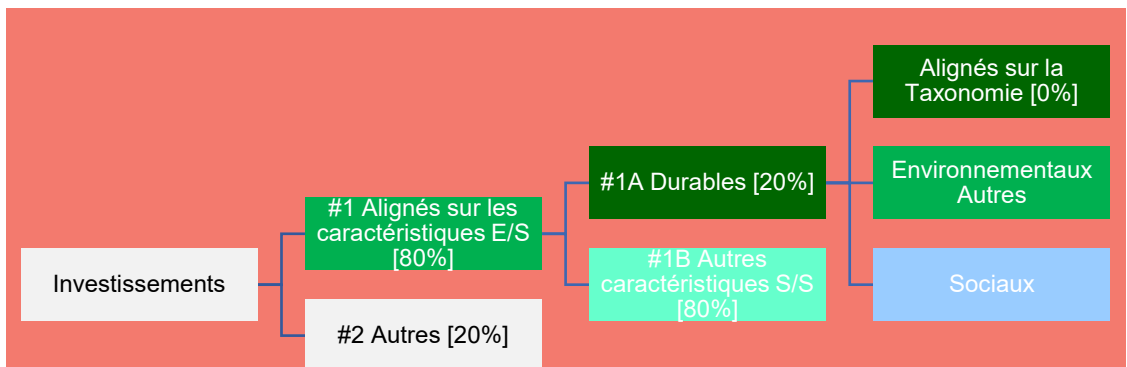 Investissements
#1 Alignés sur les
caractéristiques E/S
[80%]
#2 Autres [20%]
#1A Durables [20%]
#1B Autres
caractéristiques S/S
[80%]
Alignés sur la
Taxonomie [0%]
Environnementaux
Autres
Sociaux